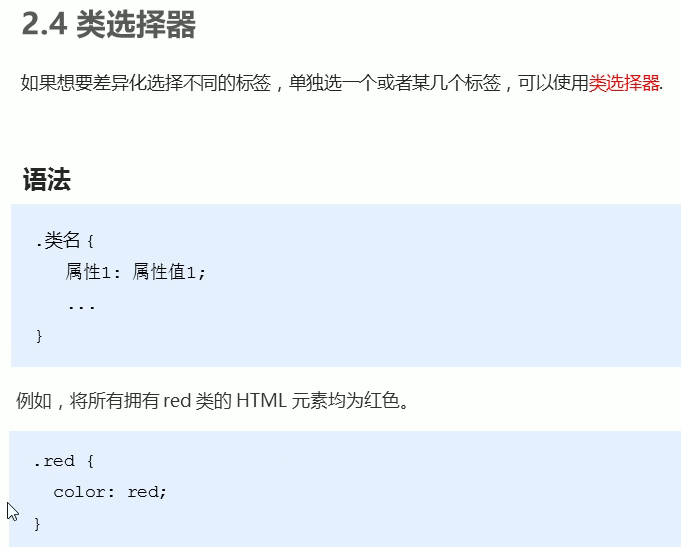 2.4 类选择器
如果想要差异化选择不同的标签，单独选一个或者某几个标签，可以使用类选择器.
语法
.类名 {
属性1: 属性值1;
...
}
例如，将所有拥有 red 类的 HTML 元素均为红色。
.red {
color: red;
}